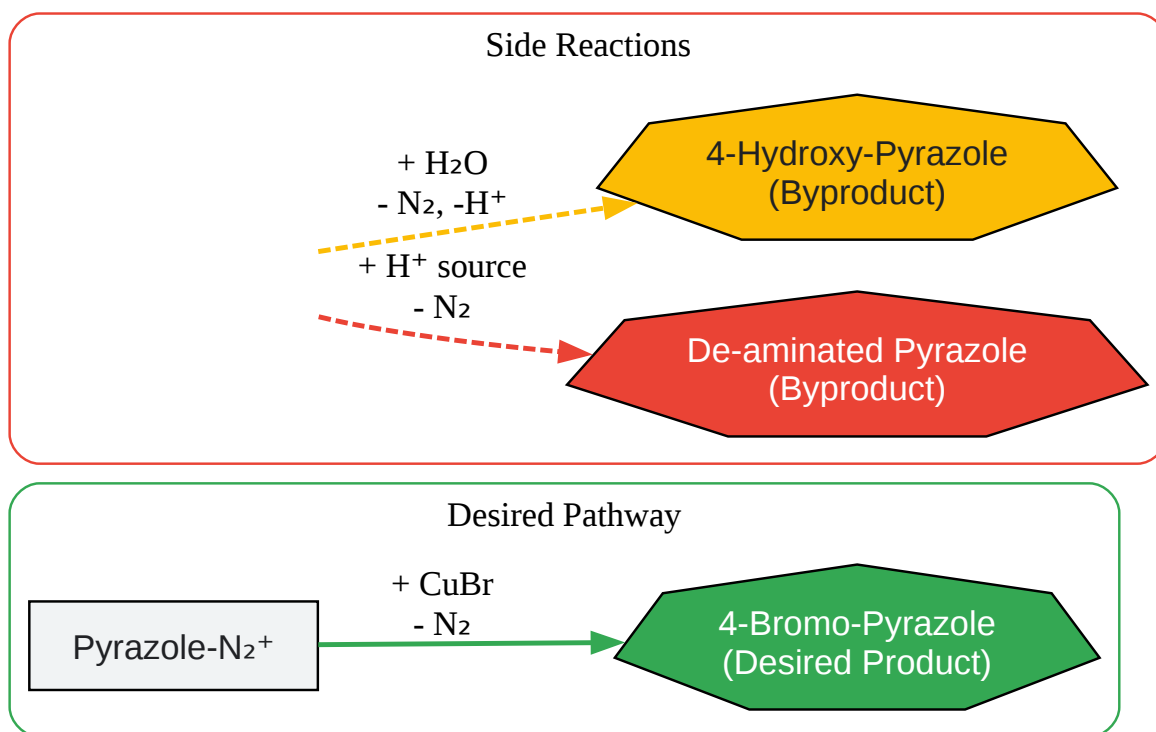 Side Reactions
+ H₂O
- N₂, -H⁺
4-Hydroxy-Pyrazole
(Byproduct)
+ H⁺ source
- N₂
De-aminated Pyrazole
(Byproduct)
Desired Pathway
Pyrazole-N₂⁺
+ CuBr
- N₂
4-Bromo-Pyrazole
(Desired Product)